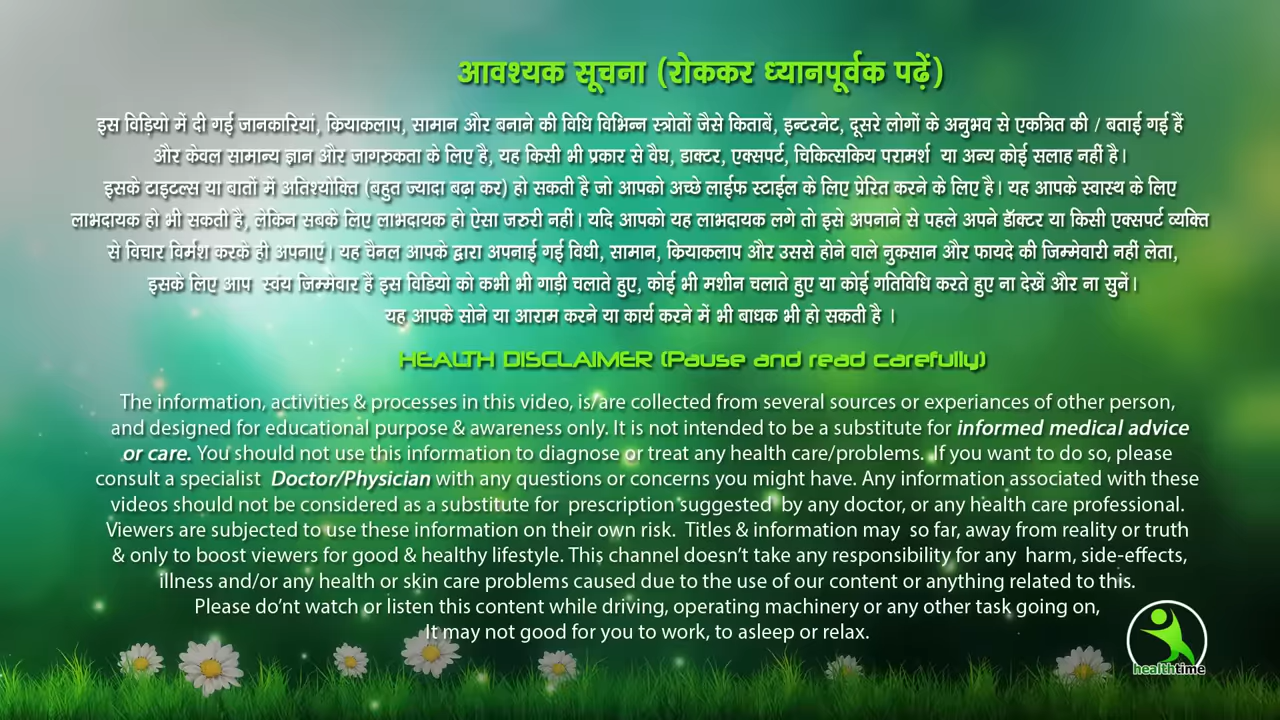 आवश्यक सूचना (रोककर ध्यानपूर्वक पढ़ें)
इस विड़ियो में दी गई जानकारियां, क्रियाकलाप, सामान और बनाने की विधि विभिन्न स्त्रोतों जैसे किताबें, इन्टरनेट, दूसरे लोगों के अनुभव से एकत्रित की / बताई गई हैं
और केवल सामान्य ज्ञान और जागरुकता के लिए है, यह किसी भी प्रकार से वैघ, डाक्टर, एक्सपर्ट, चिकित्सकिय परामर्श या अन्य कोई सलाह नहीं है।
इसके टाइटल्स या बातों में अतिश्योक्ति (बहुत ज्यादा बढ़ा कर) हो सकती है जो आपको अच्छे लाईफ स्टाईल के लिए प्रेरित करने के लिए है। यह आपके स्वास्थ के लिए
लाभदायक हो भी सकती है, लेकिन सबके लिए लाभदायक हो ऐसा जरुरी नहीं। यदि आपको यह लाभदायक लगे तो इसे अपनाने से पहले अपने डॉक्टर या किसी एक्सपर्ट व्यक्ति
से विचार विर्मश करके ही अपनाएं। यह चैनल आपके द्वारा अपनाई गई विधी, सामान, क्रियाकलाप और उससे होने वाले नुकसान और फायदे की जिम्मेवारी नहीं लेता,
इसके लिए आप स्वंय जिम्मेवार हैं इस विडियो को कभी भी गाड़ी चलाते हुए, कोई भी मशीन चलाते हुए या कोई गतिविधि करते हुए ना देखें और ना सुनें।
यह आपके सोने या आराम करने या कार्य करने में भी बाधक भी हो सकती है ।
HEALTH DISCLAIMER (Pause and read carefully)
The information, activities & processes in this video, is/are collected from several sources or experiances of other person,
and designed for educational purpose & awareness only. It is not intended to be a substitute for informed medical advice
or care. You should not use this information to diagnose or treat any health care/problems. If you want to do so, please
consult a specialist Doctor/Physician with any questions or concerns you might have. Any information associated with these
videos should not be considered as a substitute for prescription suggested by any doctor, or any health care professional.
Viewers are subjected to use these information on their own risk. Titles & information may so far, away from reality or truth
& only to boost viewers for good & healthy lifestyle. This channel doesn't take any responsibility for any harm, side-effects,
illness and/or any health or skin care problems caused due to the use of our content or anything related to this.
Please do'nt watch or listen this content while driving, operating machinery or any other task going on,
It may not good for you to work, to asleep or relax.
healthtime